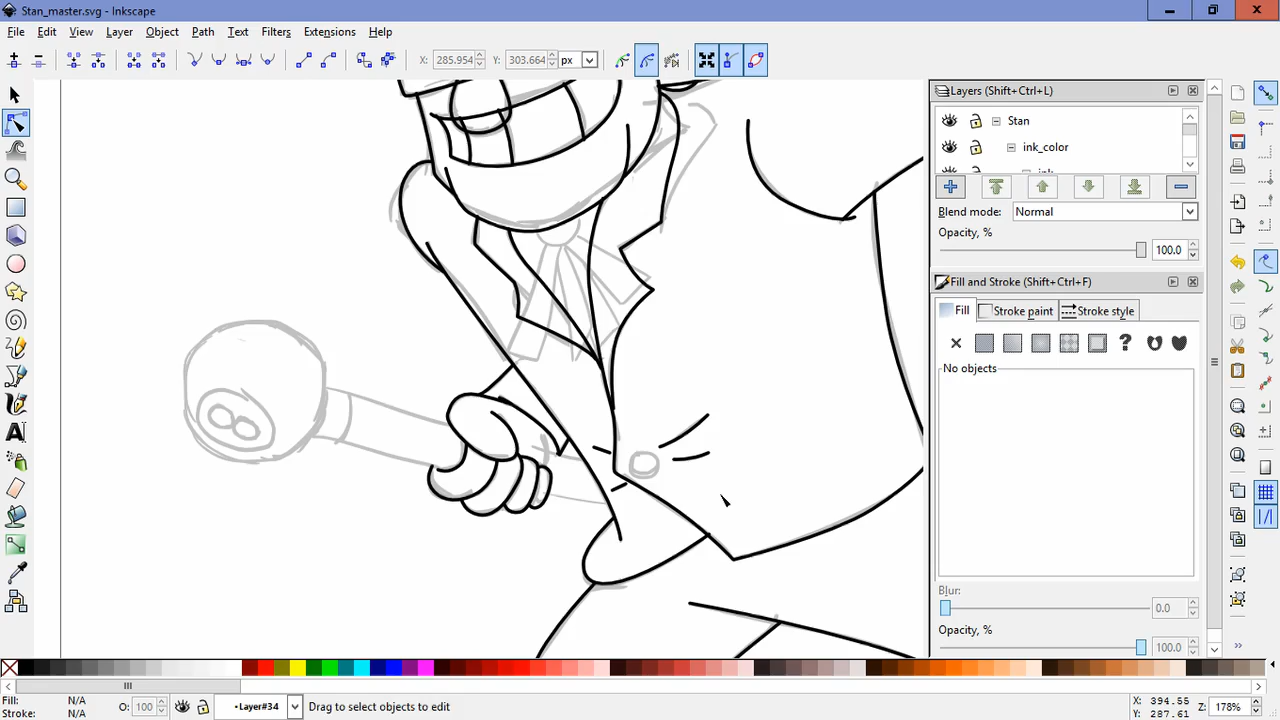 Stan_master.svg - Inkscape
File Edit View Layer Object Path Text Filters Extensions Help
X: 285.954 Y: 303.664 px
Layers (Shift+Ctrl+L)
Stan
ink_color
Blend mode: Normal
Opacity, % 100.0
Fill and Stroke (Shift+Ctrl+F)
Fill Stroke paint Stroke style
No objects
Blur: 0.0
Opacity, % 100.0
Fill: N/A
Stroke: N/A
O: 100
•Layer#34
Drag to select objects to edit
X: 394.55
Y: 287.61
Z: 178%